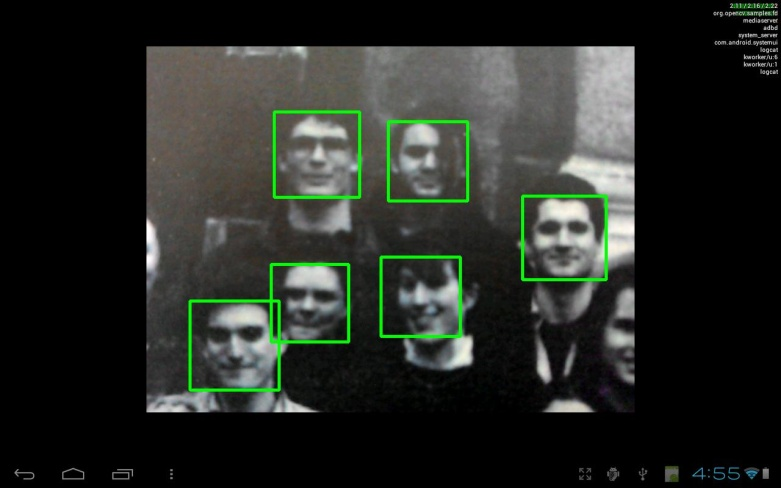 2:11 / 2:16 / 2:22
org.opencv.samples.fd
mediaserver
adbd
system_server
com.android.systemui
logcat
kworker/u:6
kworker/u:1
logcat
4:55